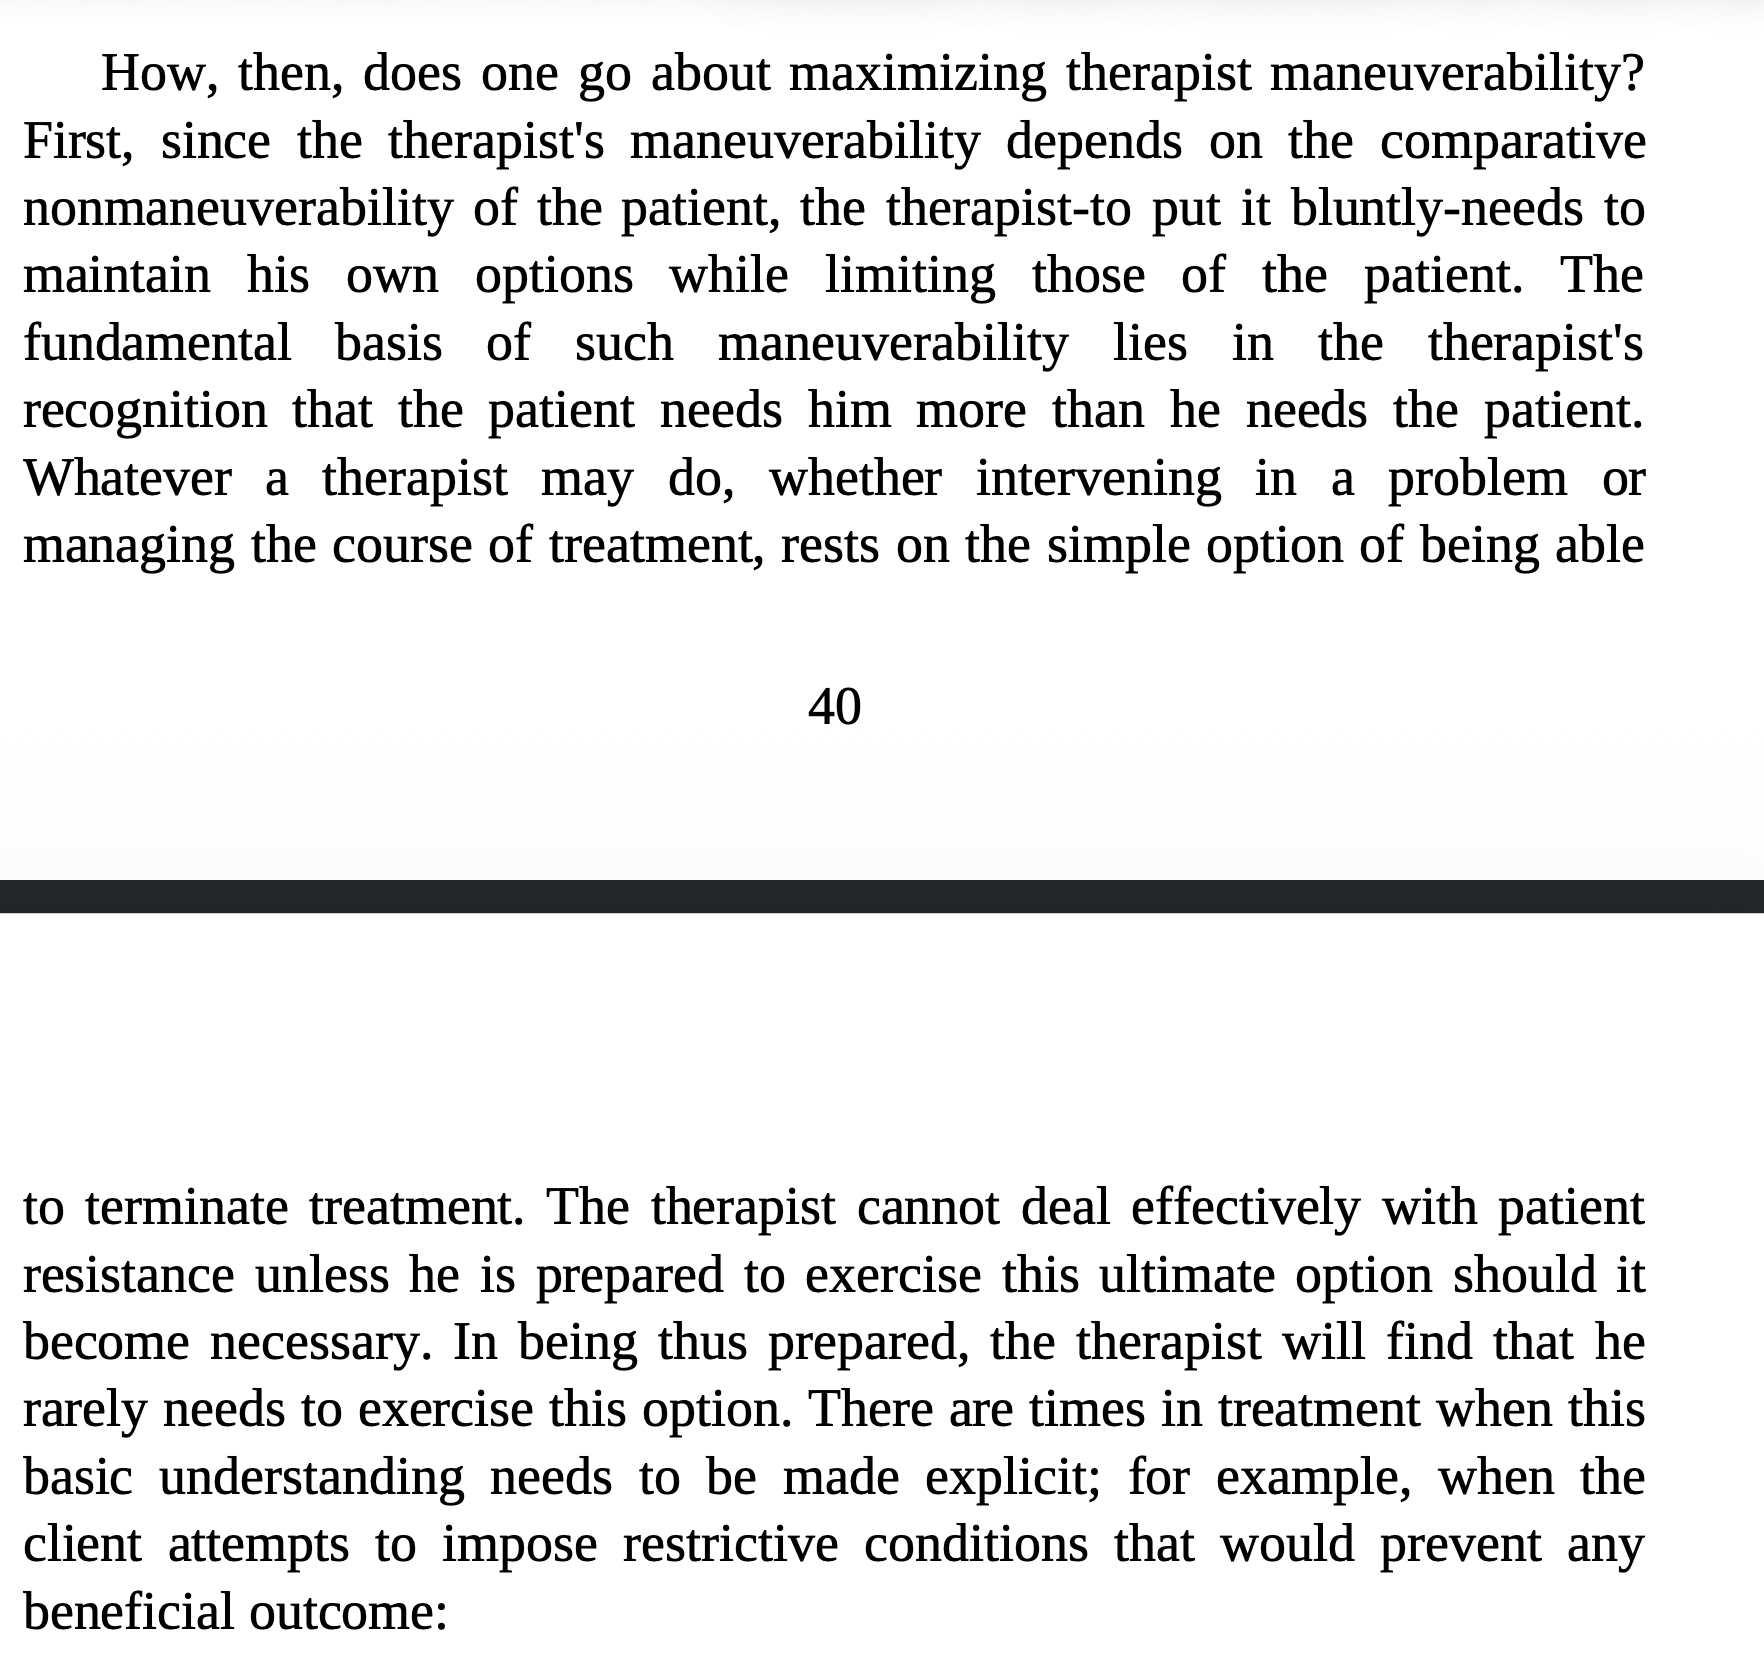 How, then, does one go about maximizing therapist maneuverability?
First, since the therapist's maneuverability depends on the comparative
nonmaneuverability of the patient, the therapist-to put it bluntly-needs to
maintain his own options while limiting those of the patient. The
fundamental basis of such maneuverability lies in the therapist's
recognition that the patient needs him more than he needs the patient.
Whatever a therapist may do, whether intervening in a problem or
managing the course of treatment, rests on the simple option of being able
40
to terminate treatment. The therapist cannot deal effectively with patient
resistance unless he is prepared to exercise this ultimate option should it
become necessary. In being thus prepared, the therapist will find that he
rarely needs to exercise this option. There are times in treatment when this
basic understanding needs to be made explicit; for example, when the
client attempts to impose restrictive conditions that would prevent any
beneficial outcome: